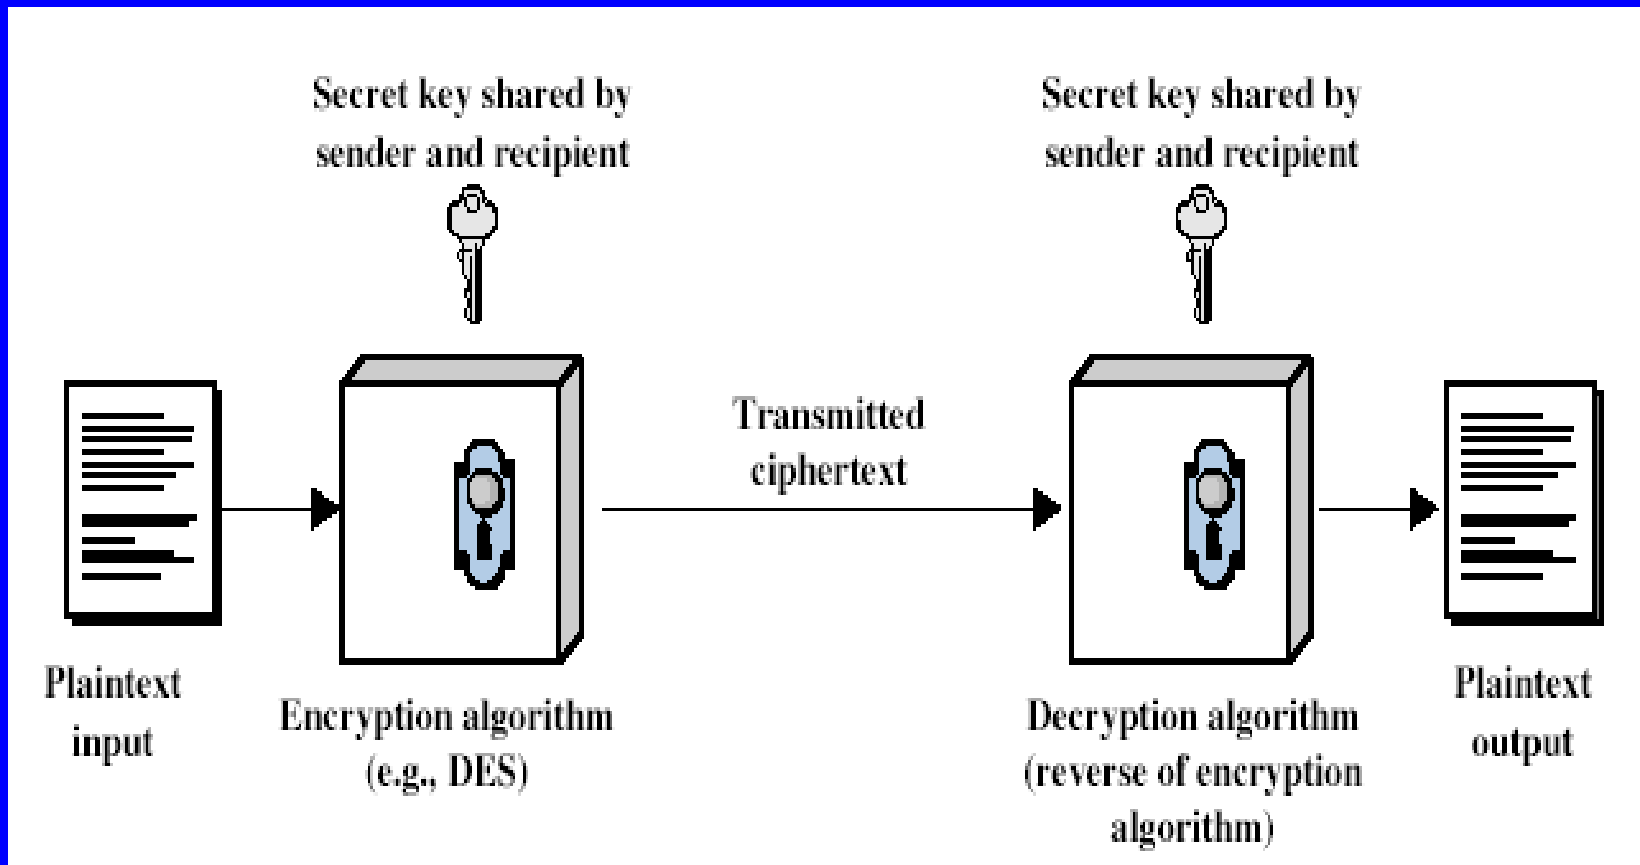 Secret key shared by
sender and recipient
Secret key shared by
sender and recipient
Transmitted
ciphertext
Plaintext
input
Encryption algorithm
(e.g., DES)
Decryption algorithm
(reverse of encryption
algorithm)
Plaintext
output